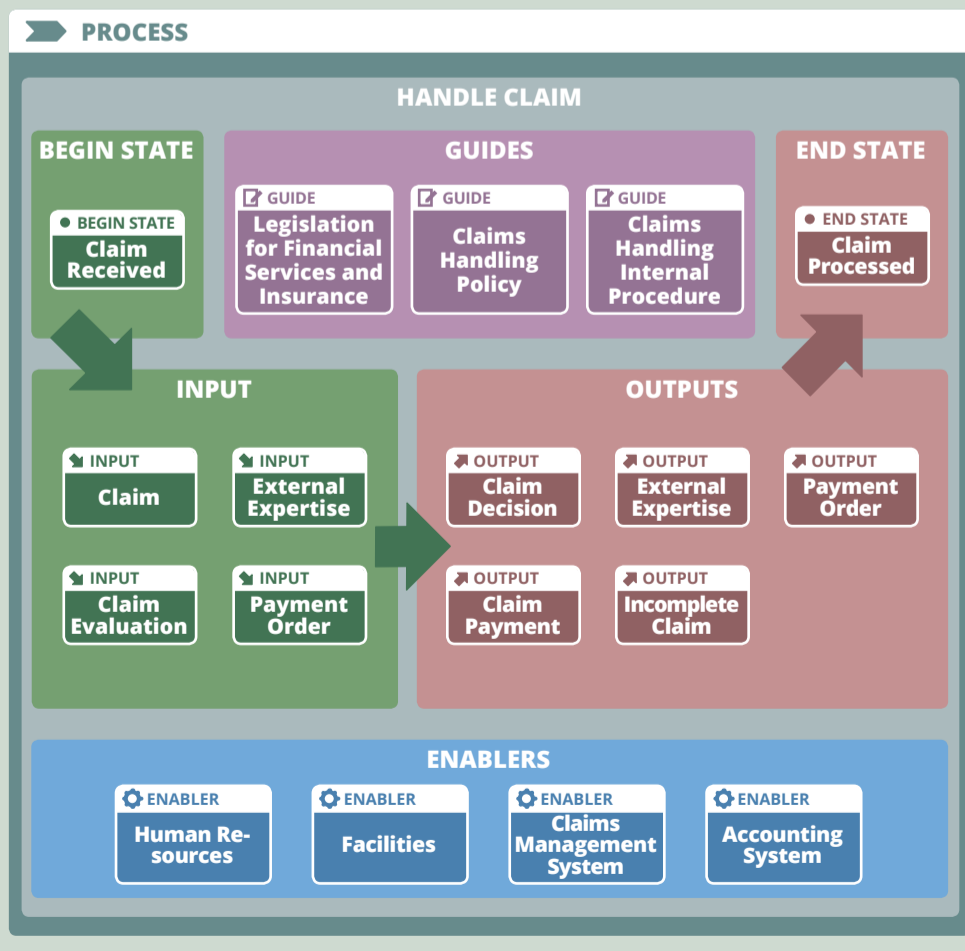 PROCESS
HANDLE CLAIM
BEGIN STATE
BEGIN STATE
Claim
Received
GUIDES
GUIDE
Legislation
for Financial
Services and
Insurance
GUIDE
Claims
Handling
Policy
GUIDE
Claims
Handling
Internal
Procedure
END STATE
END STATE
Claim
Processed
INPUT
INPUT
Claim
INPUT
External
Expertise
INPUT
Claim
Evaluation
INPUT
Payment
Order
OUTPUTS
OUTPUT
Claim
Decision
OUTPUT
External
Expertise
OUTPUT
Payment
Order
OUTPUT
Claim
Payment
OUTPUT
Incomplete
Claim
ENABLERS
ENABLER
Human Re-
sources
ENABLER
Facilities
ENABLER
Claims
Management
System
ENABLER
Accounting
System